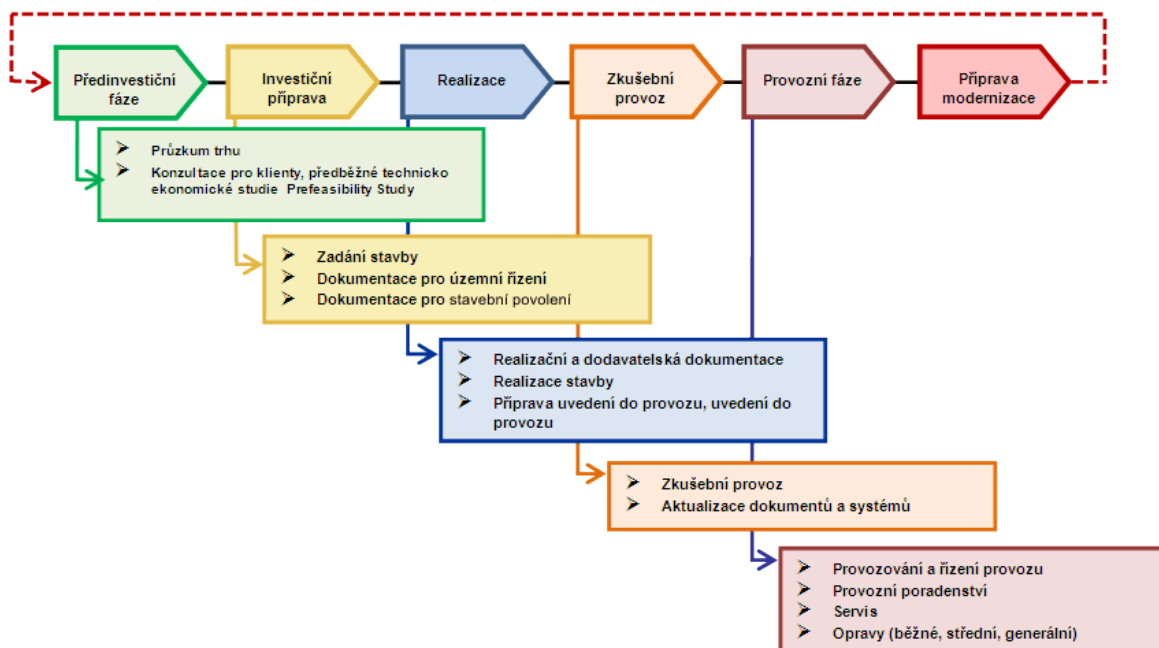 Předinvestiční
fáze
Investiční
příprava
Realizace
Zkušební
provoz
Provozní fáze
Příprava
modernizace
Průzkum trhu
Konzultace pro klienty, předběžné technicko
ekonomické studie Prefeasibility Study
Zadání stavby
Dokumentace pro územní řízení
Dokumentace pro stavební povolení
Realizační a dodavatelská dokumentace
Realizace stavby
Příprava uvedení do provozu, uvedení do
provozu
Zkušební provoz
Aktualizace dokumentů a systémů
Provozování a řízení provozu
Provozní poradenství
Servis
Opravy (běžné, střední, generální)